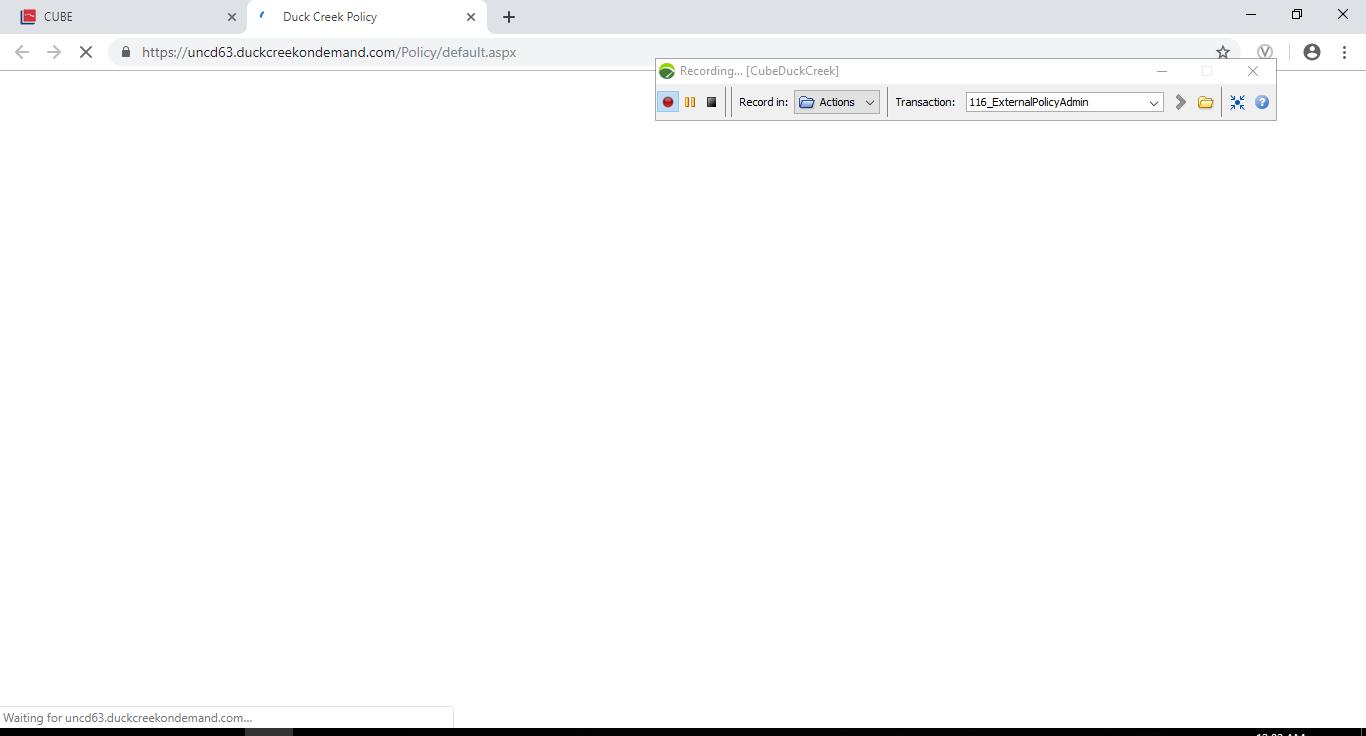 CUBE
Duck Creek Policy
https://uncd63.duckcreekondemand.com/Policy/default.aspx
Recording... [CubeDuckCreek]
Record in: Actions Transaction: 116_ExternalPolicyAdmin
Waiting for uncd63.duckcreekondemand.com...